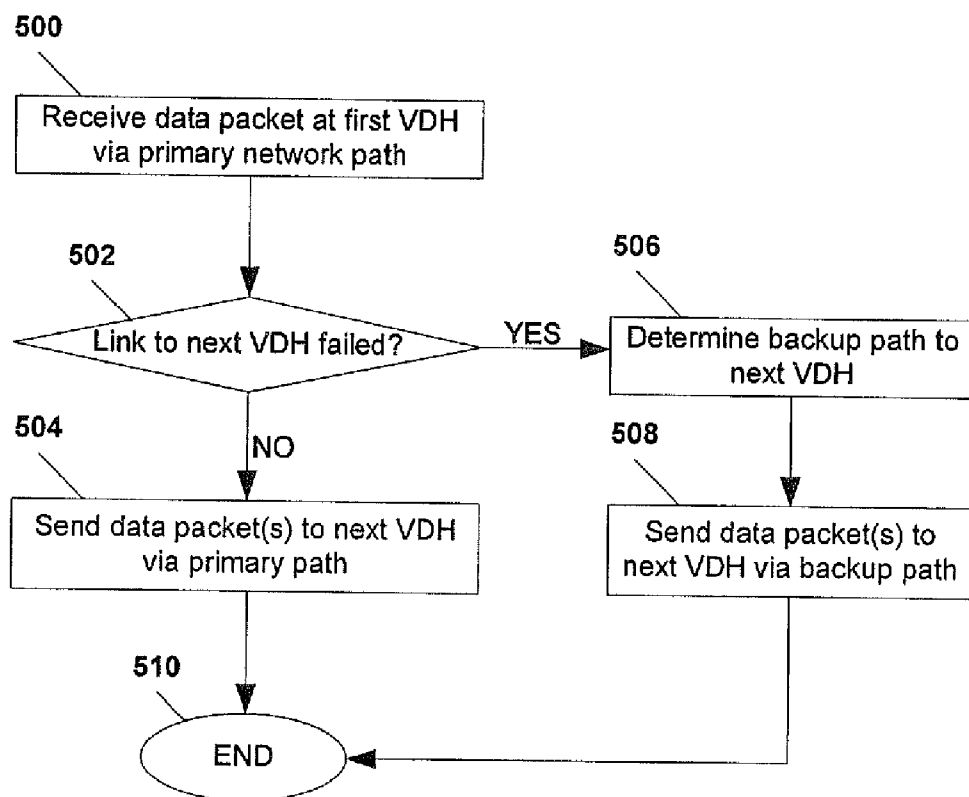 500
Receive data packet at first VDH
via primary network path
502
Link to next VDH failed?
YES
506
Determine backup path to
next VDH
NO
504
Send data packet(s) to next VDH
via primary path
508
Send data packet(s) to
next VDH via backup path
510
END